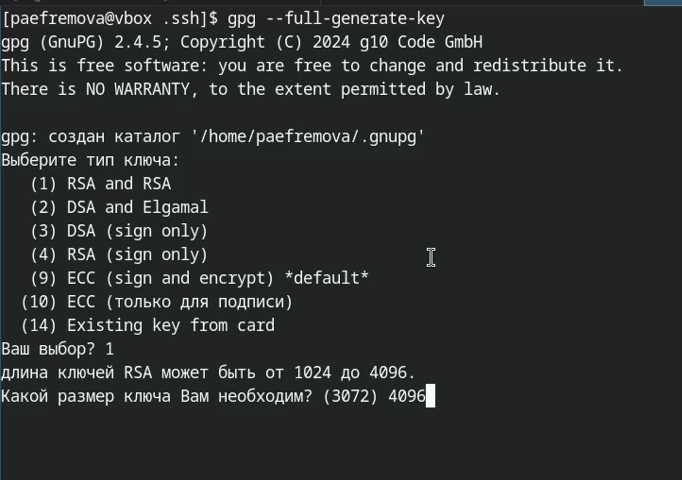 [paefremova@vbox .ssh]$ gpg --full-generate-key
gpg (GnuPG) 2.4.5; Copyright (C) 2024 g10 Code GmbH
This is free software: you are free to change and redistribute it.
There is NO WARRANTY, to the extent permitted by law.

gpg: создан каталог '/home/paefremova/.gnupg'
Выберите тип ключа:
   (1) RSA and RSA
   (2) DSA and Elgamal
   (3) DSA (sign only)
   (4) RSA (sign only)
   (9) ECC (sign and encrypt) *default*
  (10) ECC (только для подписи)
  (14) Existing key from card
Ваш выбор? 1
длина ключей RSA может быть от 1024 до 4096.
Какой размер ключа Вам необходим? (3072) 4096